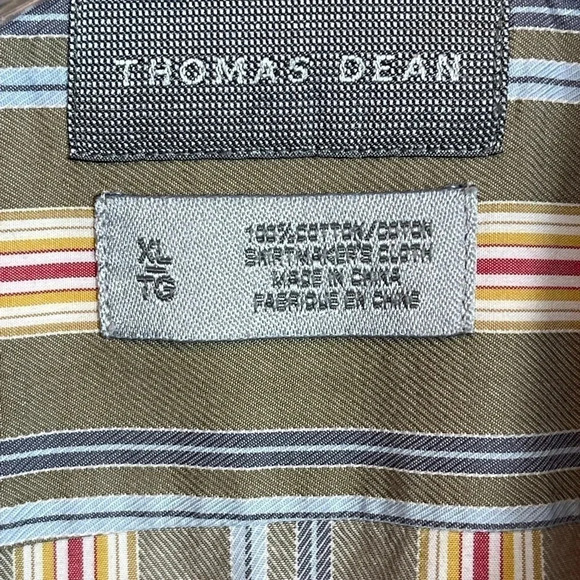 THOMAS DEAN
XL
TG
100% COTTON/COTON
SHIRTMAKER'S CLOTH
MADE IN CHINA
FABRIQUE EN CHINE